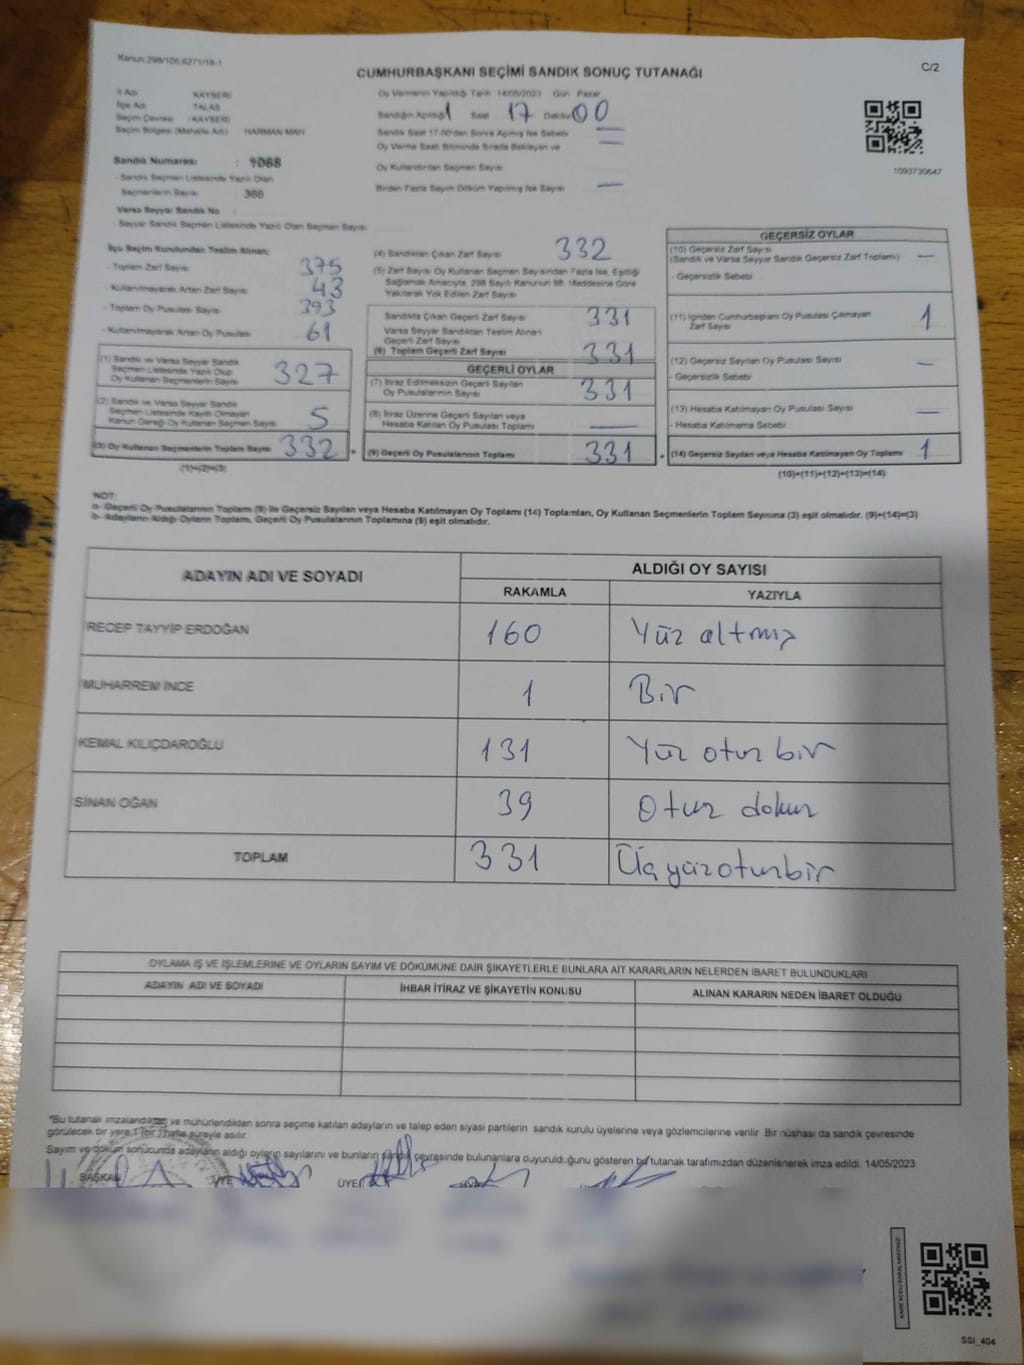 Kanun:298/105,6271/18-1
C/2
CUMHURBAŞKANI SEÇİMİ SANDIK SONUÇ TUTANAĞI
İl Adı KAYSERİ
İlçe Adı TALAS
Seçim Çevresi : KAYSERİ
Seçim Bölgesi (Mahalle Adı) HARMAN MAH
Sandık Numarası : 1068
- Sandık Seçmen Listesinde Yazılı Olan
Seçmenlerin Sayısı : 366
Varsa Seyyar Sandık No
- Seyyar Sandık Seçmen Listesinde Yazılı Olan Seçmen Sayısı
Oy Vermenin Yapıldığı Tarih 14/05/2023 Gün Pazar
Sandığın Açıldığı Saat 17 Dakika 00
Sandık Saat 17.00'den Sonra Açılmış İse Sebebi —
Oy Verme Saati Bitiminde Sırada Bekleyen ve —
Oy Kullandırılan Seçmen Sayısı
Birden Fazla Sayım Döküm Yapılmış İse Sayısı —
1093730647
İlçe Seçim Kurulundan Teslim Alınan;
- Toplam Zarf Sayısı 375
- Kullanılmayarak Artan Zarf Sayısı 43
- Toplam Oy Pusulası Sayısı 393
- Kullanılmayarak Artan Oy Pusulası 61
(1) Sandık ve Varsa Seyyar Sandık
Seçmen Listesinde Yazılı Olup
Oy Kullanan Seçmenlerin Sayısı 327
(2) Sandık ve Varsa Seyyar Sandık
Seçmen Listesinde Kayıtlı Olmayan
Kanun Gereği Oy Kullanan Seçmen Sayısı 5
(3) Oy Kullanan Seçmenlerin Toplam Sayısı 332 =
(1)+(2)=(3)
(4) Sandıktan Çıkan Zarf Sayısı 332
(5) Zarf Sayısı Oy Kullanan Seçmen Sayısından Fazla İse, Eşitliği
Sağlamak Amacıyla, 298 Sayılı Kanunun 98. Maddesine Göre
Yakılarak Yok Edilen Zarf Sayısı
Sandıkta Çıkan Geçerli Zarf Sayısı 331
Varsa Seyyar Sandıktan Teslim Alınan
Geçerli Zarf Sayısı
(6) Toplam Geçerli Zarf Sayısı 331
GEÇERLİ OYLAR
(7) İtiraz Edilmeksizin Geçerli Sayılan
Oy Pusulalarının Sayısı 331
(8) İtiraz Üzerine Geçerli Sayılan veya
Hesaba Katılan Oy Pusulası Toplamı —
(9) Geçerli Oy Pusulalarının Toplamı 331 +
GEÇERSİZ OYLAR
(10) Geçersiz Zarf Sayısı
(Sandık ve Varsa Seyyar Sandık Geçersiz Zarf Toplamı) —
- Geçersizlik Sebebi
(11) İçinden Cumhurbaşkanı Oy Pusulası Çıkmayan
Zarf Sayısı 1
(12) Geçersiz Sayılan Oy Pusulası Sayısı —
- Geçersizlik Sebebi
(13) Hesaba Katılmayan Oy Pusulası Sayısı —
- Hesaba Katılmama Sebebi
(14) Geçersiz Sayılan veya Hesaba Katılmayan Oy Toplamı 1
(10)+(11)+(12)+(13)=(14)
NOT:
a- Geçerli Oy Pusulaları Toplamı (9) ile Geçersiz Sayılan veya Hesaba Katılmayan Oy Toplamı (14) Toplamları, Oy Kullanan Seçmenlerin Toplam Sayısına (3) eşit olmalıdır. (9)+(14)=(3)
b- Adayların Aldığı Oyların Toplamı, Geçerli Oy Pusulalarının Toplamına (9) eşit olmalıdır.
ADAYIN ADI VE SOYADI ALDIĞI OY SAYISI
RAKAMLA YAZIYLA
RECEP TAYYİP ERDOĞAN 160 Yüz altmış
MUHARREM İNCE 1 Bir
KEMAL KILIÇDAROĞLU 131 Yüz otuz bir
SİNAN OĞAN 39 Otuz dokuz
TOPLAM 331 Üçyüzotuzbir
OYLAMA İŞ VE İŞLEMLERİNE VE OYLARIN SAYIM VE DÖKÜMÜNE DAİR ŞİKAYETLERLE BUNLARA AİT KARARLARIN NELERDEN İBARET BULUNDUKLARI
ADAYIN ADI VE SOYADI İHBAR İTİRAZ VE ŞİKAYETİN KONUSU ALINAN KARARIN NEDEN İBARET OLDUĞU
*Bu tutanak imzalandıktan ve mühürlendikten sonra seçime katılan adayların ve talep eden siyasi partilerin sandık kurulu üyelerine veya gözlemcilerine verilir. Bir nüshası da sandık çevresinde
görülecek bir yere 1 (bir) hafta süreyle asılır.
Sayım ve döküm sonucunda adayların aldığı oyların sayılarını ve bunların sandık çevresinde bulunanlara duyurulduğunu gösteren bu tutanak tarafımızdan düzenlenerek imza edildi. 14/05/2023
BAŞKAN ÜYE ÜYE
SSI_404